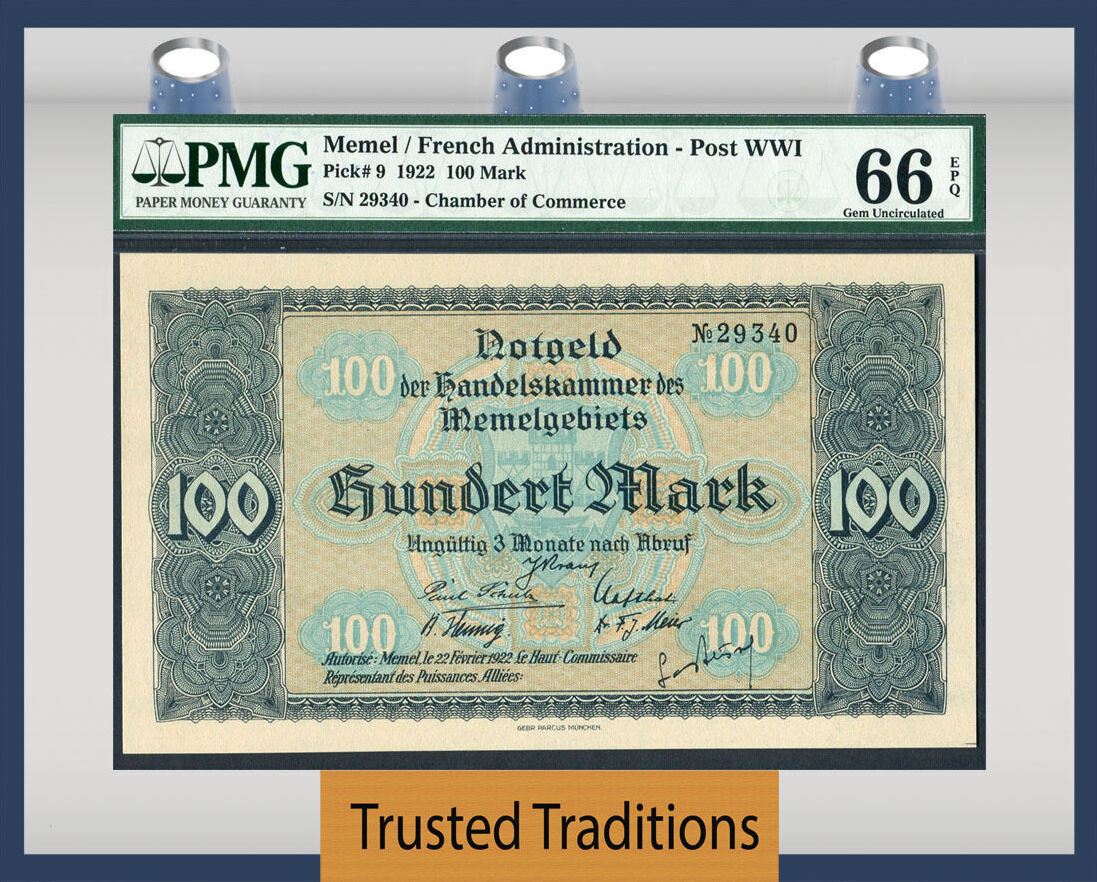 PMG
PAPER MONEY GUARANTY
Memel / French Administration - Post WWI
Pick# 9 1922 100 Mark
S/N 29340 - Chamber of Commerce
66
EPQ
Gem Uncirculated
№ 29340
Notgeld
100 100
der Handelskammer des
Memelgebiets
100 Hundert Mark 100
Ungültig 3 Monate nach Abruf
100 100
Autorisé: Memel, le 22 Février 1922 Le Haut-Commissaire
Réprésentant des Puissances Alliées:
GEBR PARCUS MÜNCHEN.
Trusted Traditions